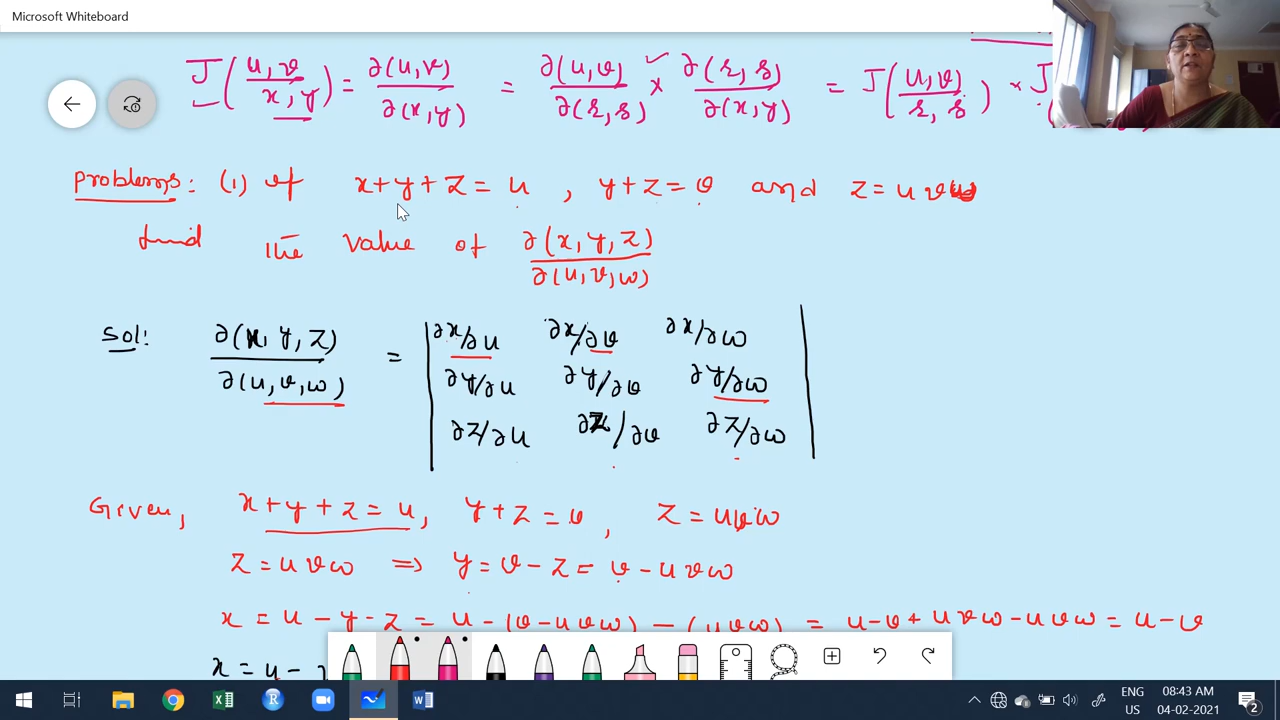 Microsoft Whiteboard
J(u,v/x,y) = ∂(u,v)/∂(x,y) = ∂(u,v)/∂(r,s) × ∂(r,s)/∂(x,y) = J(u,v/r,s) × J
Problems: (1) If x+y+z = u, y+z = v and z = uvw
find the value of ∂(x,y,z)/∂(u,v,w)
Sol: ∂(x,y,z)/∂(u,v,w) = | ∂x/∂u ∂x/∂v ∂x/∂w
∂y/∂u ∂y/∂v ∂y/∂w
∂z/∂u ∂z/∂v ∂z/∂w |
Given, x+y+z = u, y+z = v, z = uvw
z = uvw ⇒ y = v-z = v-uvw
x = u-y-z = u-(v-uvw)-(uvw) = u-v+uvw-uvw = u-v
x = u-
ENG
US
08:43 AM
04-02-2021
2